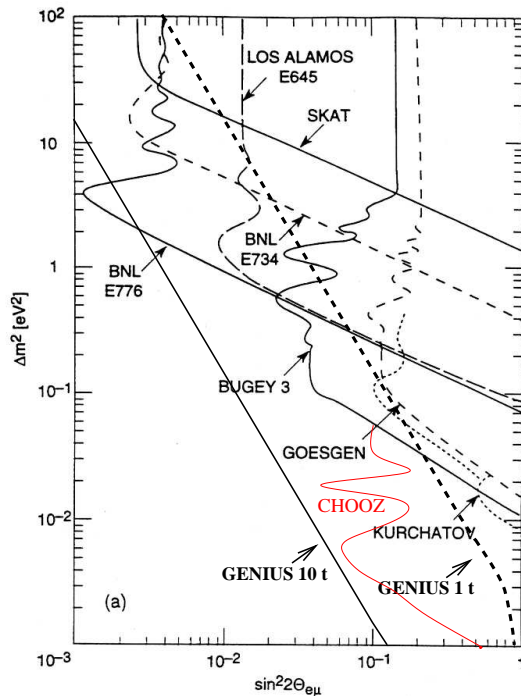 10²
LOS ALAMOS
E645
SKAT
10
BNL
E734
BNL
E776
1
Δm² [eV²]
10⁻¹
BUGEY 3
GOESGEN
10⁻²
CHOOZ
KURCHATOV
GENIUS 10 t
GENIUS 1 t
(a)
10⁻³
10⁻²
10⁻¹
sin²2Θeμ